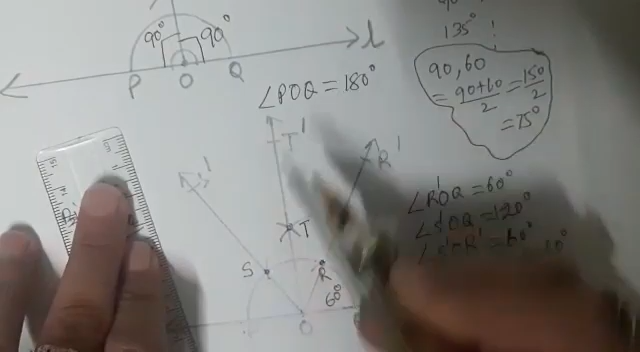 135°
90° 90°
l
P O Q
∠POQ = 180°
90, 60
= 90+60/2 = 150/2
= 75°
T'
S'
R'
∠R'OQ = 60°
∠S'OQ = 120°
T
S
R
60°
O